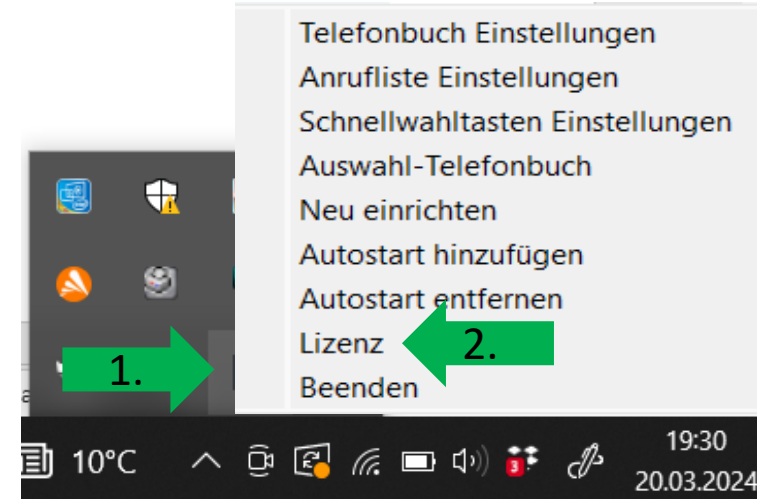 Telefonbuch Einstellungen
Anrufliste Einstellungen
Schnellwahltasten Einstellungen
Auswahl-Telefonbuch
Neu einrichten
Autostart hinzufügen
Autostart entfernen
Lizenz
2.
1.
Beenden
10°C
3
19:30
20.03.2024